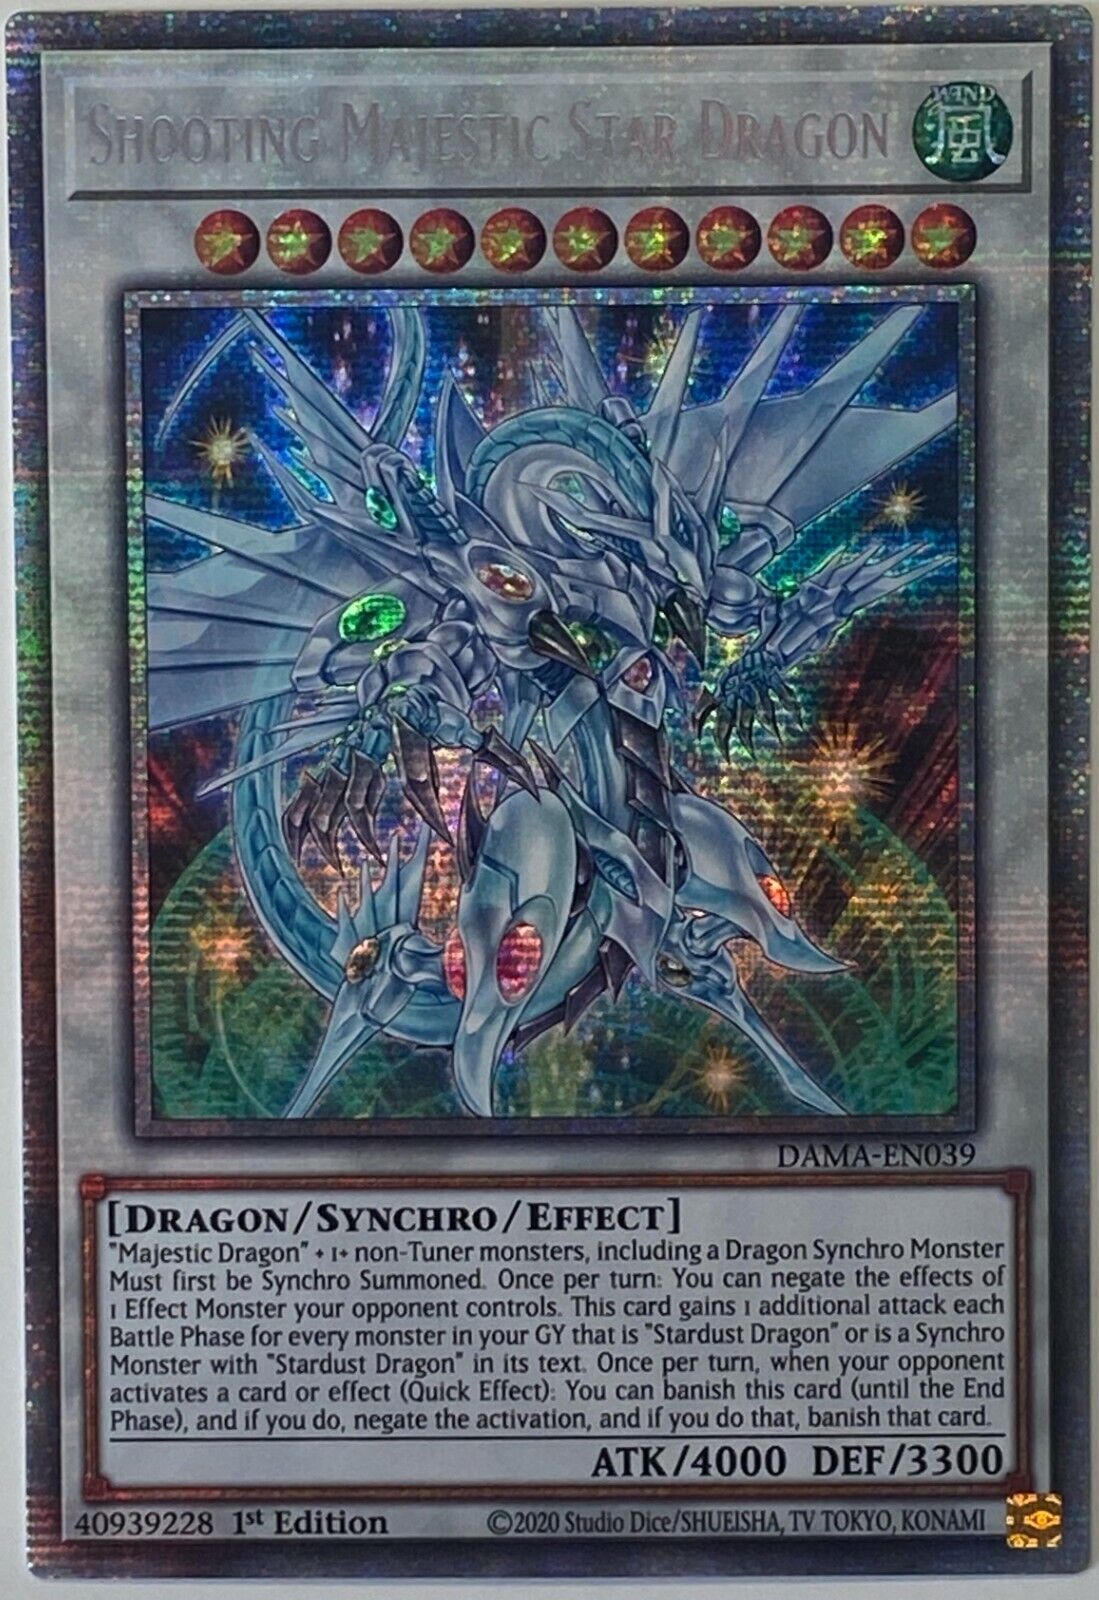 SHOOTING MAJESTIC STAR DRAGON
WIND
風
DAMA-EN039
[DRAGON/SYNCHRO/EFFECT]
"Majestic Dragon" + 1+ non-Tuner monsters, including a Dragon Synchro Monster
Must first be Synchro Summoned. Once per turn: You can negate the effects of
1 Effect Monster your opponent controls. This card gains 1 additional attack each
Battle Phase for every monster in your GY that is "Stardust Dragon" or is a Synchro
Monster with "Stardust Dragon" in its text. Once per turn, when your opponent
activates a card or effect (Quick Effect): You can banish this card (until the End
Phase), and if you do, negate the activation, and if you do that, banish that card.
ATK/4000 DEF/3300
40939228 1st Edition ©2020 Studio Dice/SHUEISHA, TV TOKYO, KONAMI